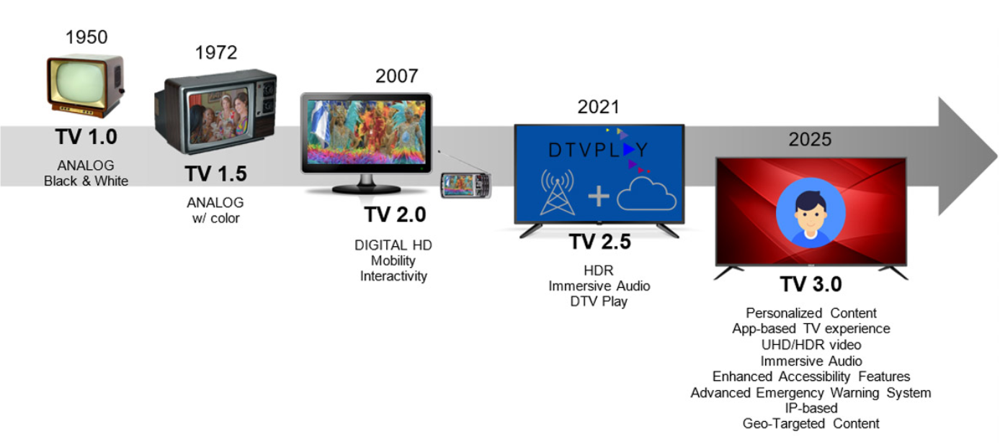 1950
TV 1.0
ANALOG
Black & White
1972
TV 1.5
ANALOG
w/ color
2007
TV 2.0
DIGITAL HD
Mobility
Interactivity
2021
DTVPL▶Y
+
TV 2.5
HDR
Immersive Audio
DTV Play
2025
TV 3.0
Personalized Content
App-based TV experience
UHD/HDR video
Immersive Audio
Enhanced Accessibility Features
Advanced Emergency Warning System
IP-based
Geo-Targeted Content